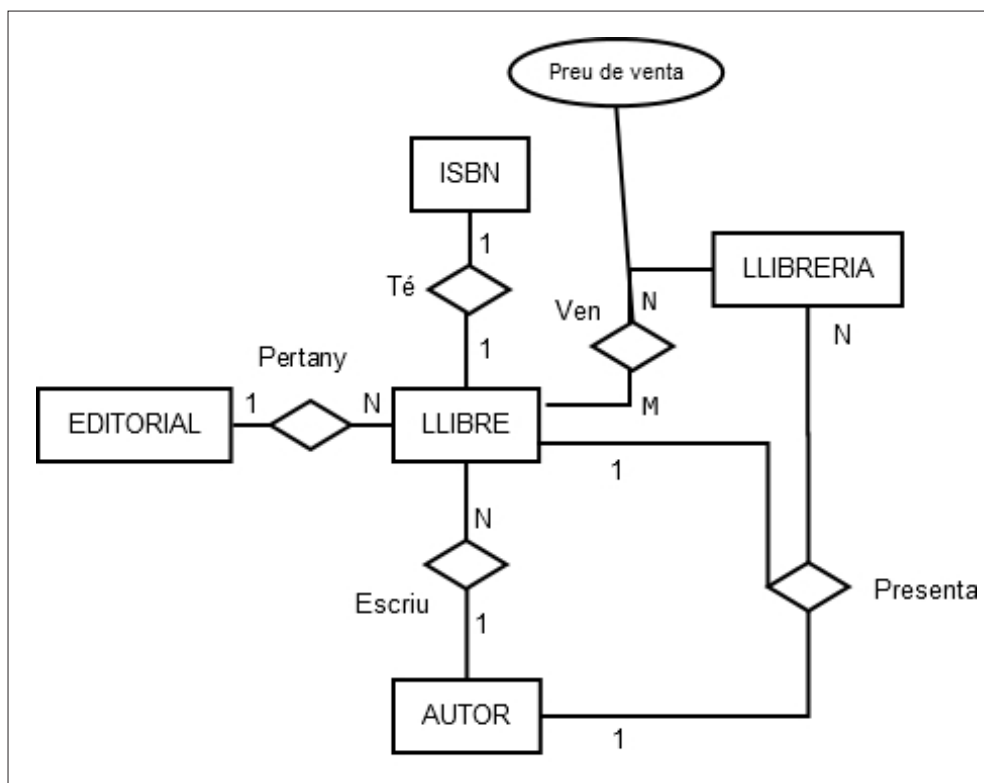 Preu de venta
ISBN
1
LLIBRERIA
Té
Ven
N
N
1
Pertany
EDITORIAL
1
N
LLIBRE
M
1
N
Escriu
1
Presenta
AUTOR
1